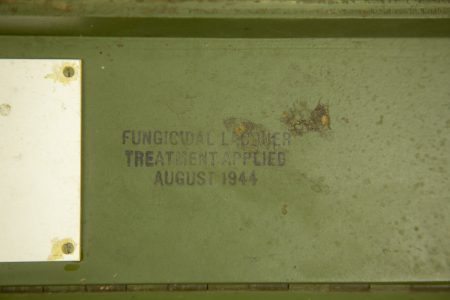 FUNGICIDAL LACQUER
TREATMENT APPLIED
AUGUST 1944